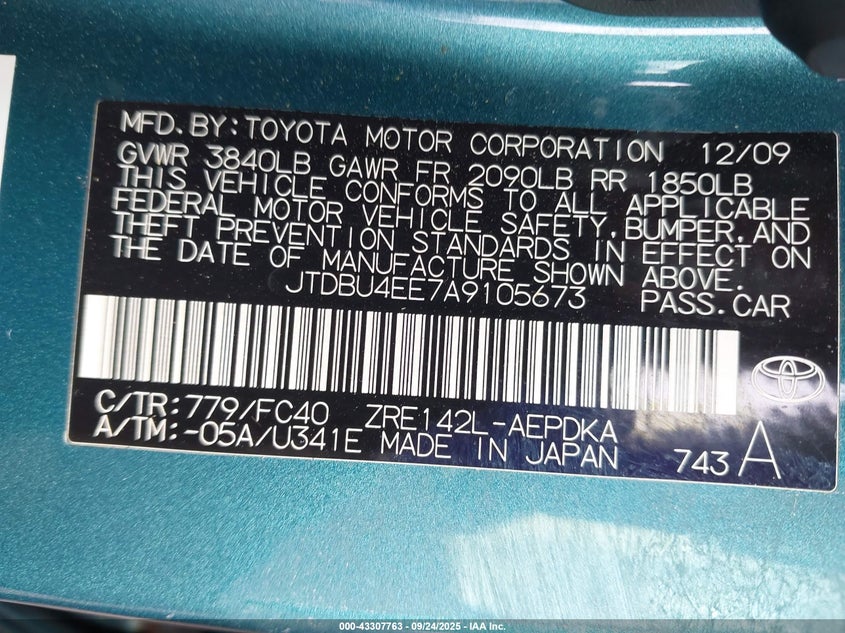 MFD.BY:TOYOTA MOTOR CORPORATION 12/09
GVWR 3840LB GAWR FR 2090LB RR 1850LB
THIS VEHICLE CONFORMS TO ALL APPLICABLE
FEDERAL MOTOR VEHICLE SAFETY,BUMPER,AND
THEFT PREVENTION STANDARDS IN EFFECT ON
THE DATE OF MANUFACTURE SHOWN ABOVE.
JTDBU4EE7A9105673 PASS.CAR
C/TR:779/FC40 ZRE142L-AEPDKA
A/TM:-05A/U341E MADE IN JAPAN 743 A
000-43307763 - 09/24/2025 - IAA Inc.